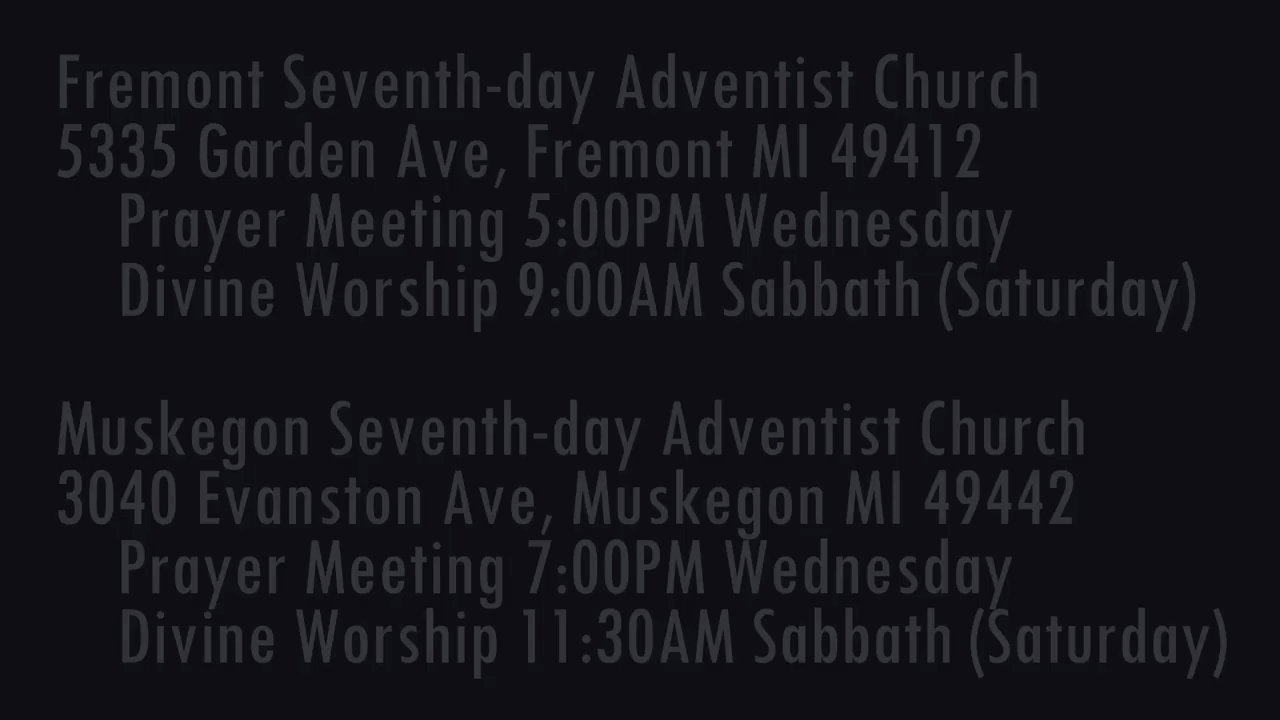 Fremont Seventh-day Adventist Church
5335 Garden Ave, Fremont MI 49412
Prayer Meeting 5:00PM Wednesday
Divine Worship 9:00AM Sabbath (Saturday)
Muskegon Seventh-day Adventist Church
3040 Evanston Ave, Muskegon MI 49442
Prayer Meeting 7:00PM Wednesday
Divine Worship 11:30AM Sabbath (Saturday)